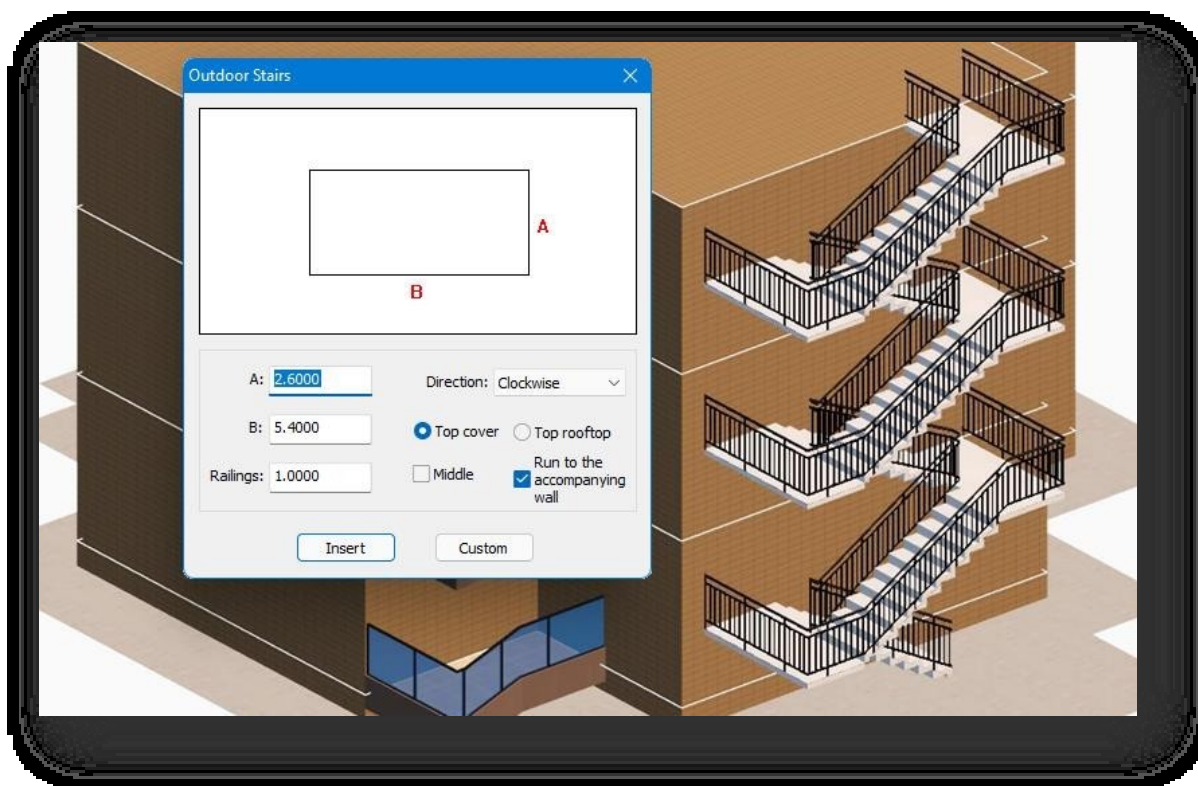 Outdoor Stairs
A
B
A: 2.6000
Direction: Clockwise
B: 5.4000
Top cover
Top rooftop
Railings: 1.0000
Middle
Run to the
accompanying
wall
Insert
Custom